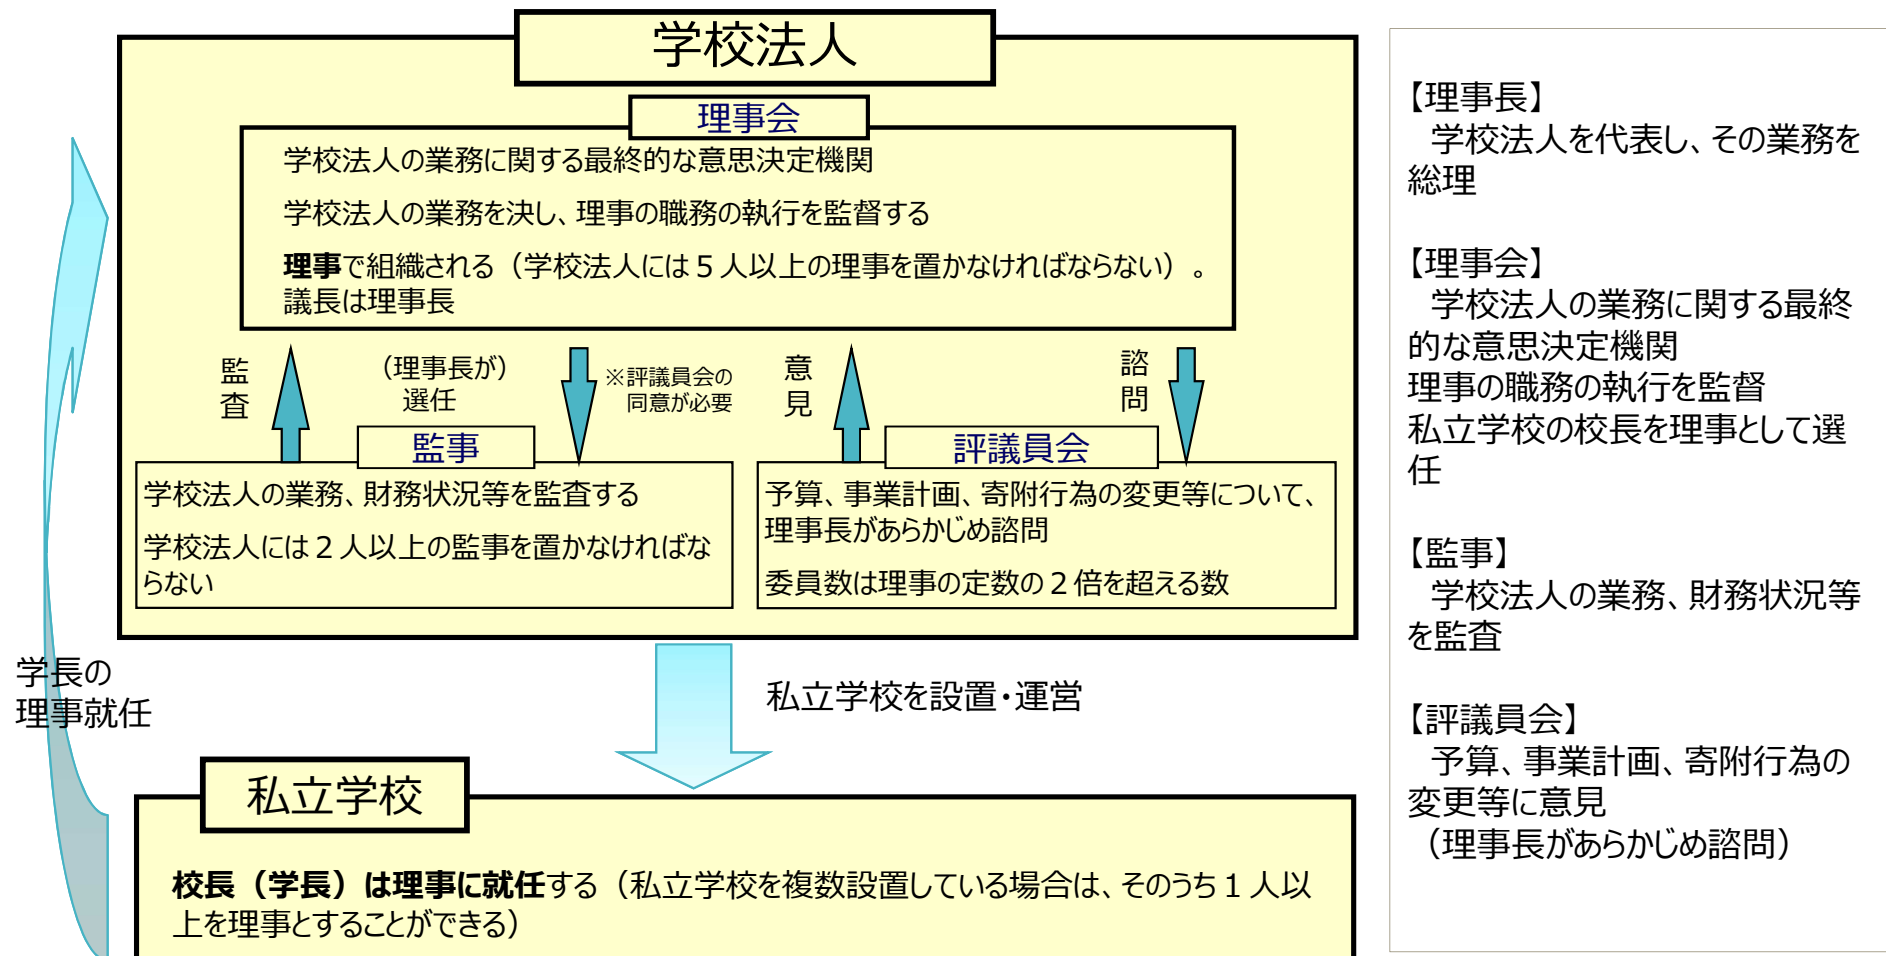 学校法人
理事会
学校法人の業務に関する最終的な意思決定機関
学校法人の業務を決し、理事の職務の執行を監督する
理事で組織される（学校法人には５人以上の理事を置かなければならない）。
議長は理事長
監査
（理事長が）
選任
※評議員会の
同意が必要
意見
諮問
監事
学校法人の業務、財務状況等を監査する
学校法人には２人以上の監事を置かなければな
らない
評議員会
予算、事業計画、寄附行為の変更等について、
理事長があらかじめ諮問
委員数は理事の定数の２倍を超える数
学長の
理事就任
私立学校を設置・運営
私立学校
校長（学長）は理事に就任する（私立学校を複数設置している場合は、そのうち１人以
上を理事とすることができる）
【理事長】
学校法人を代表し、その業務を
総理
【理事会】
学校法人の業務に関する最終
的な意思決定機関
理事の職務の執行を監督
私立学校の校長を理事として選
任
【監事】
学校法人の業務、財務状況等
を監査
【評議員会】
予算、事業計画、寄附行為の
変更等に意見
（理事長があらかじめ諮問）